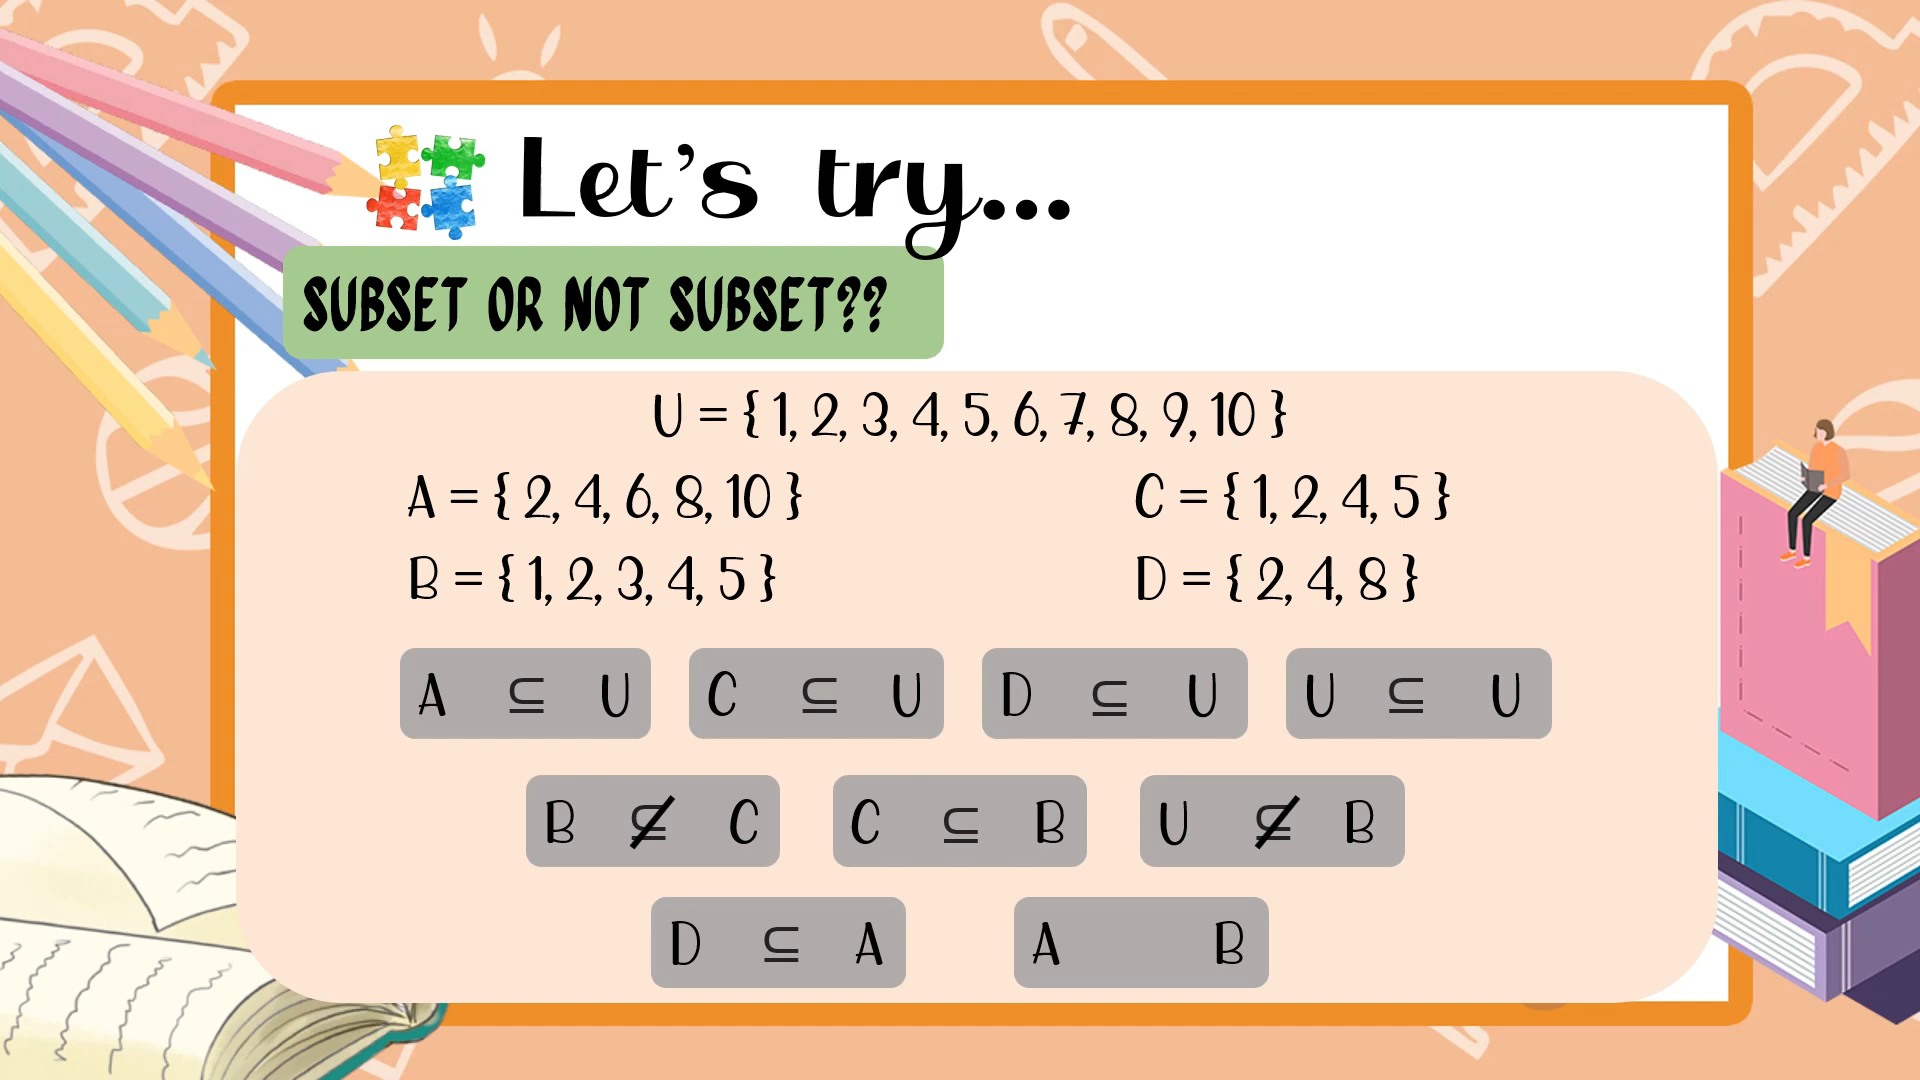 Let's try...
SUBSET OR NOT SUBSET??
U = { 1, 2, 3, 4, 5, 6, 7, 8, 9, 10 }
A = { 2, 4, 6, 8, 10 }
C = { 1, 2, 4, 5 }
B = { 1, 2, 3, 4, 5 }
D = { 2, 4, 8 }
A ⊆ U
C ⊆ U
D ⊆ U
U ⊆ U
B ⊈ C
C ⊆ B
U ⊈ B
D ⊆ A
A B